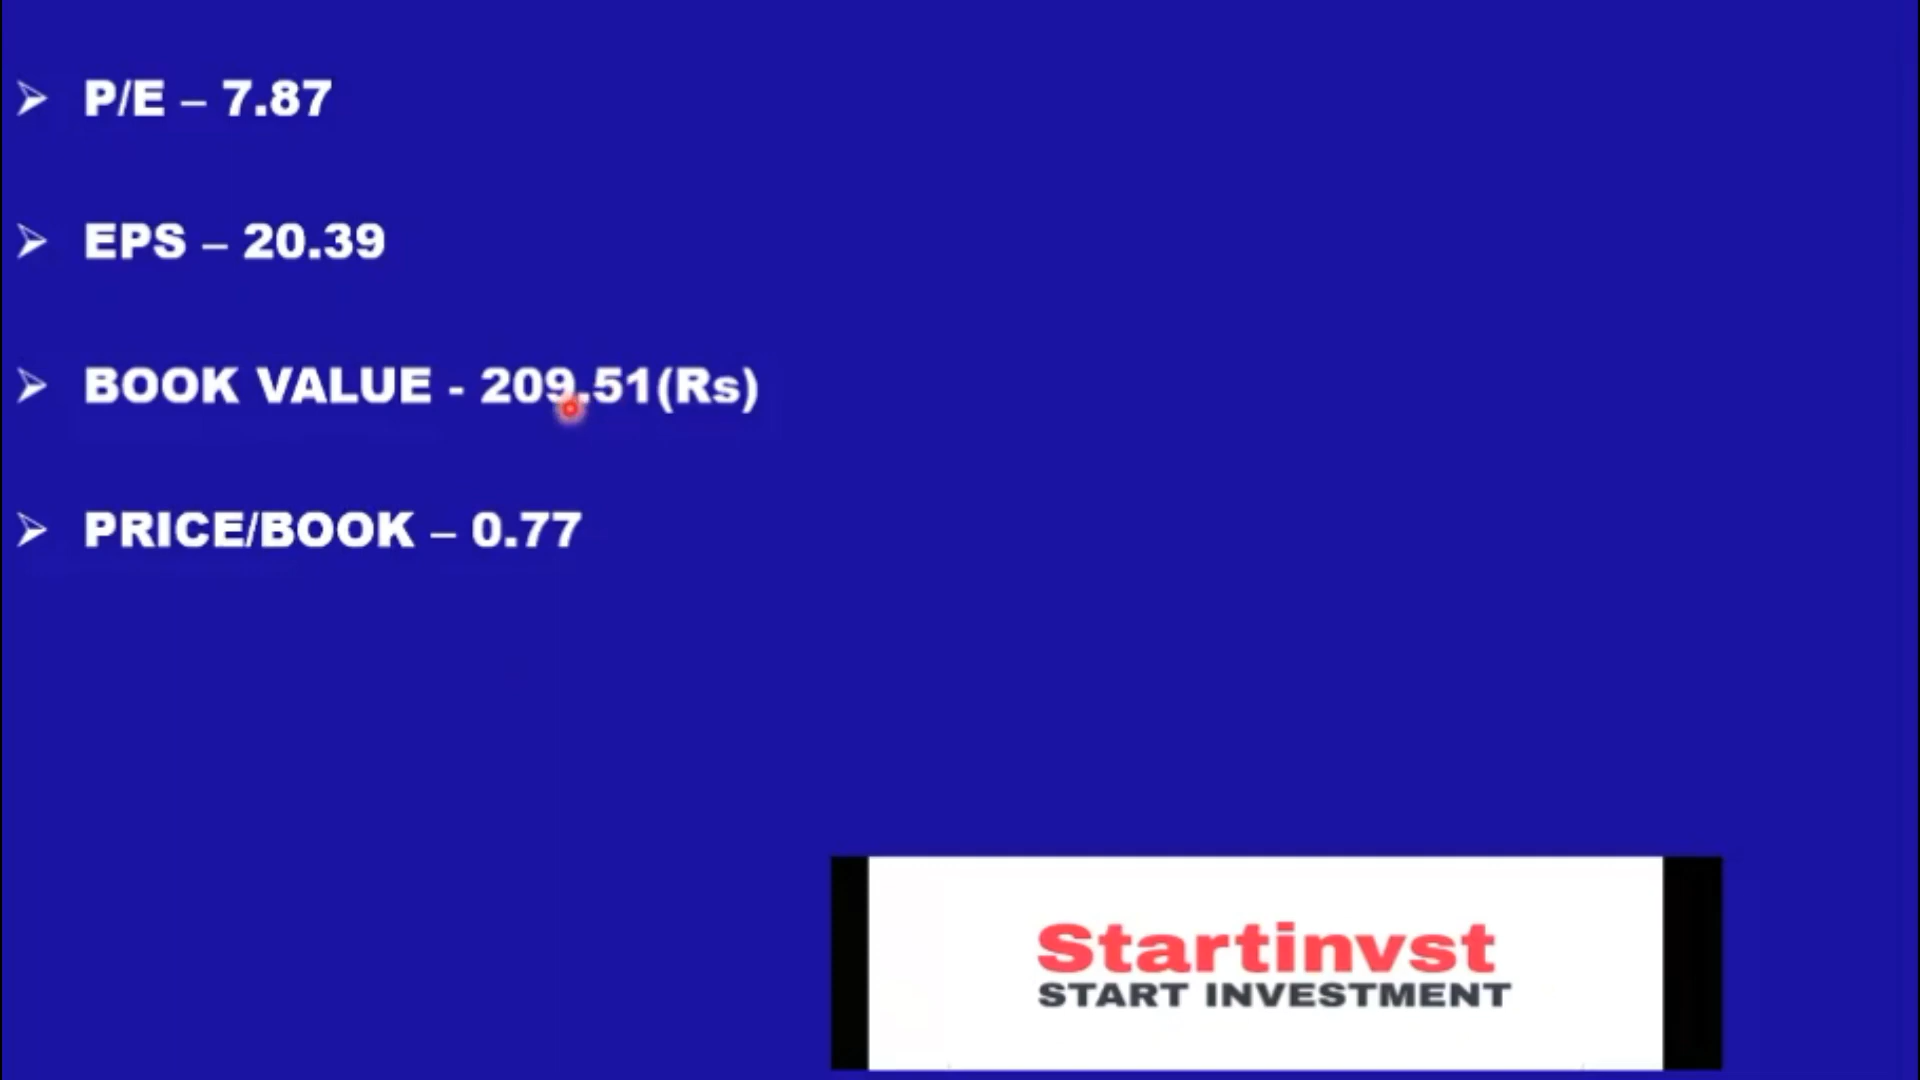 ➢ P/E – 7.87
➢ EPS – 20.39
➢ BOOK VALUE - 209.51(Rs)
➢ PRICE/BOOK – 0.77
Startinvst
START INVESTMENT